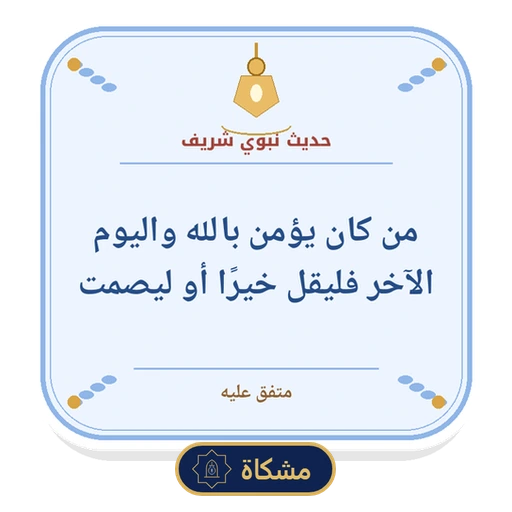 حديث نبوي شريف
من كان يؤمن بالله واليوم
الآخر فليقل خيرًا أو ليصمت
متفق عليه
مشكاة